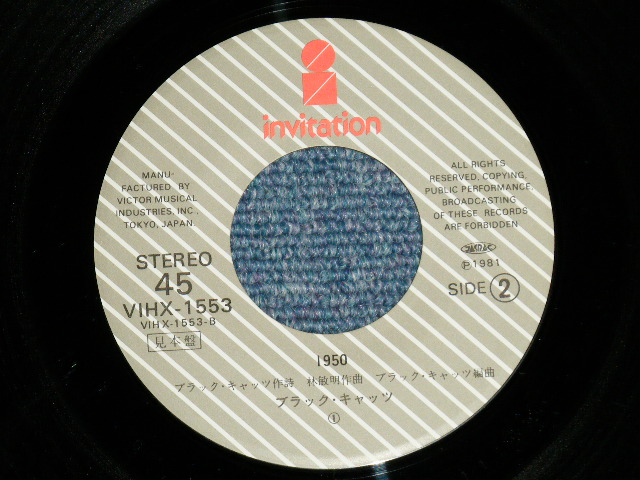 invitation
MANU-
FACTURED BY
VICTOR MUSICAL
INDUSTRIES, INC.,
TOKYO, JAPAN
ALL RIGHTS
RESERVED, COPYING,
PUBLIC PERFORMANCE,
BROADCASTING
OF THESE RECORDS
ARE FORBIDDEN
JASRAC
Ⓟ1981
STEREO
45
VIHX-1553
VIHX-1553-B
見本盤
SIDE ②
1950
ブラック・キャッツ作詩 林敏明作曲 ブラック・キャッツ編曲
ブラック・キャッツ